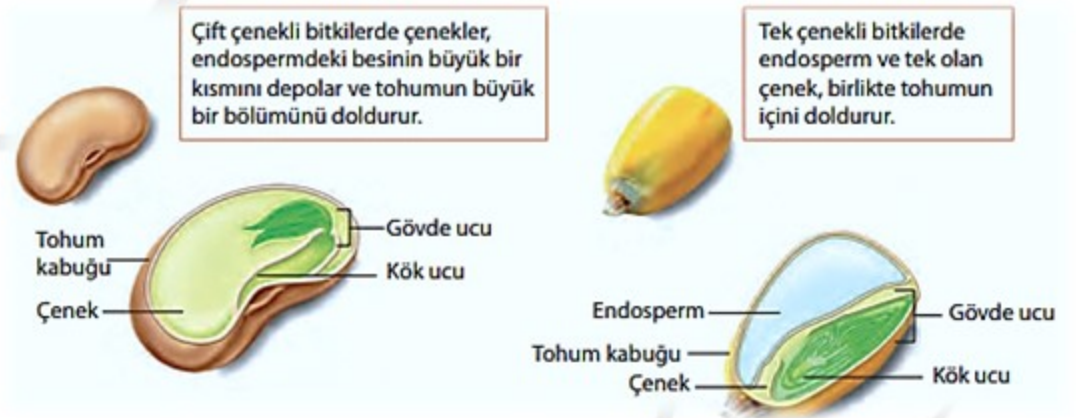 Çift çenekli bitkilerde çenekler,
endospermdeki besinin büyük bir
kısmını depolar ve tohumun büyük
bir bölümünü doldurur.
Tek çenekli bitkilerde
endosperm ve tek olan
çenek, birlikte tohumun
içini doldurur.
Tohum
kabuğu
Çenek
Gövde ucu
Kök ucu
Endosperm
Tohum kabuğu
Çenek
Gövde ucu
Kök ucu